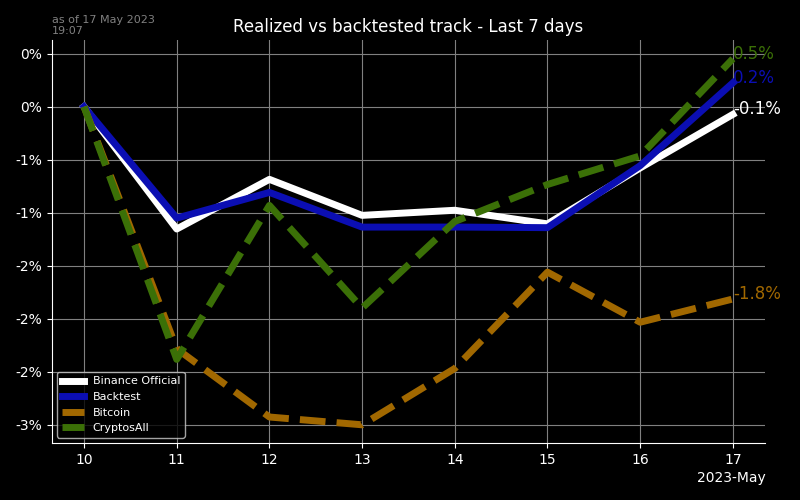 as of 17 May 2023
19:07
Realized vs backtested track - Last 7 days
0%
0%
-1%
-1%
-2%
-2%
-2%
-3%
0.5%
0.2%
-0.1%
-1.8%
Binance Official
Backtest
Bitcoin
CryptosAll
10 11 12 13 14 15 16 17
2023-May